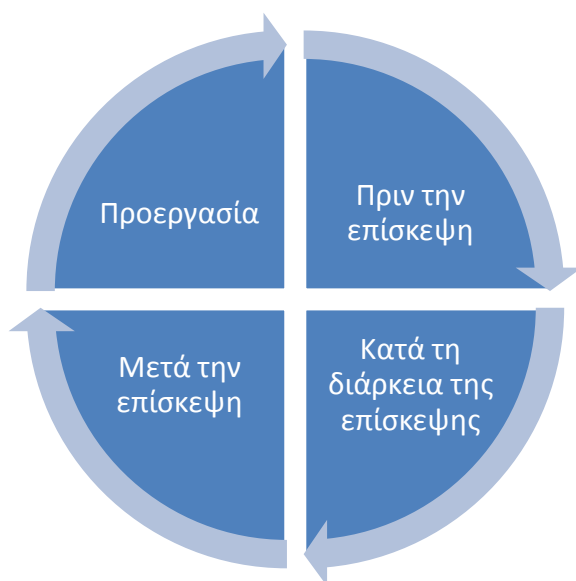 Προεργασία
Πριν την
επίσκεψη
Μετά την
επίσκεψη
Κατά τη
διάρκεια της
επίσκεψης